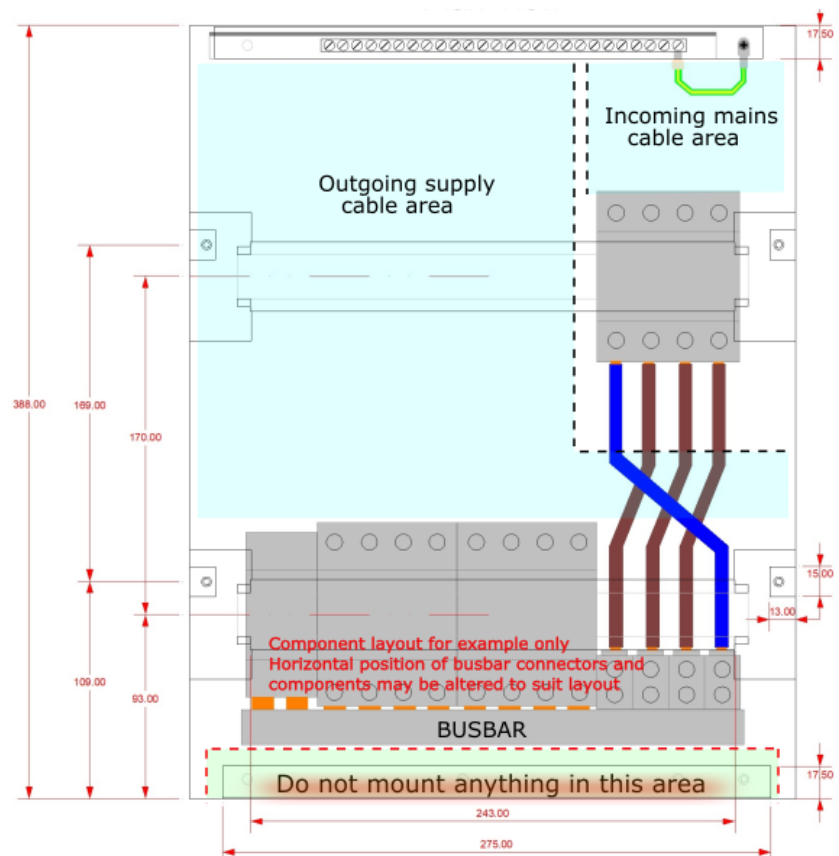 17.50
Incoming mains
cable area
Outgoing supply
cable area
388.00
169.00
170.00
15.00
13.00
Component layout for example only
Horizontal position of busbar connectors and
components may be altered to suit layout
109.00
93.00
BUSBAR
Do not mount anything in this area
17.50
243.00
275.00